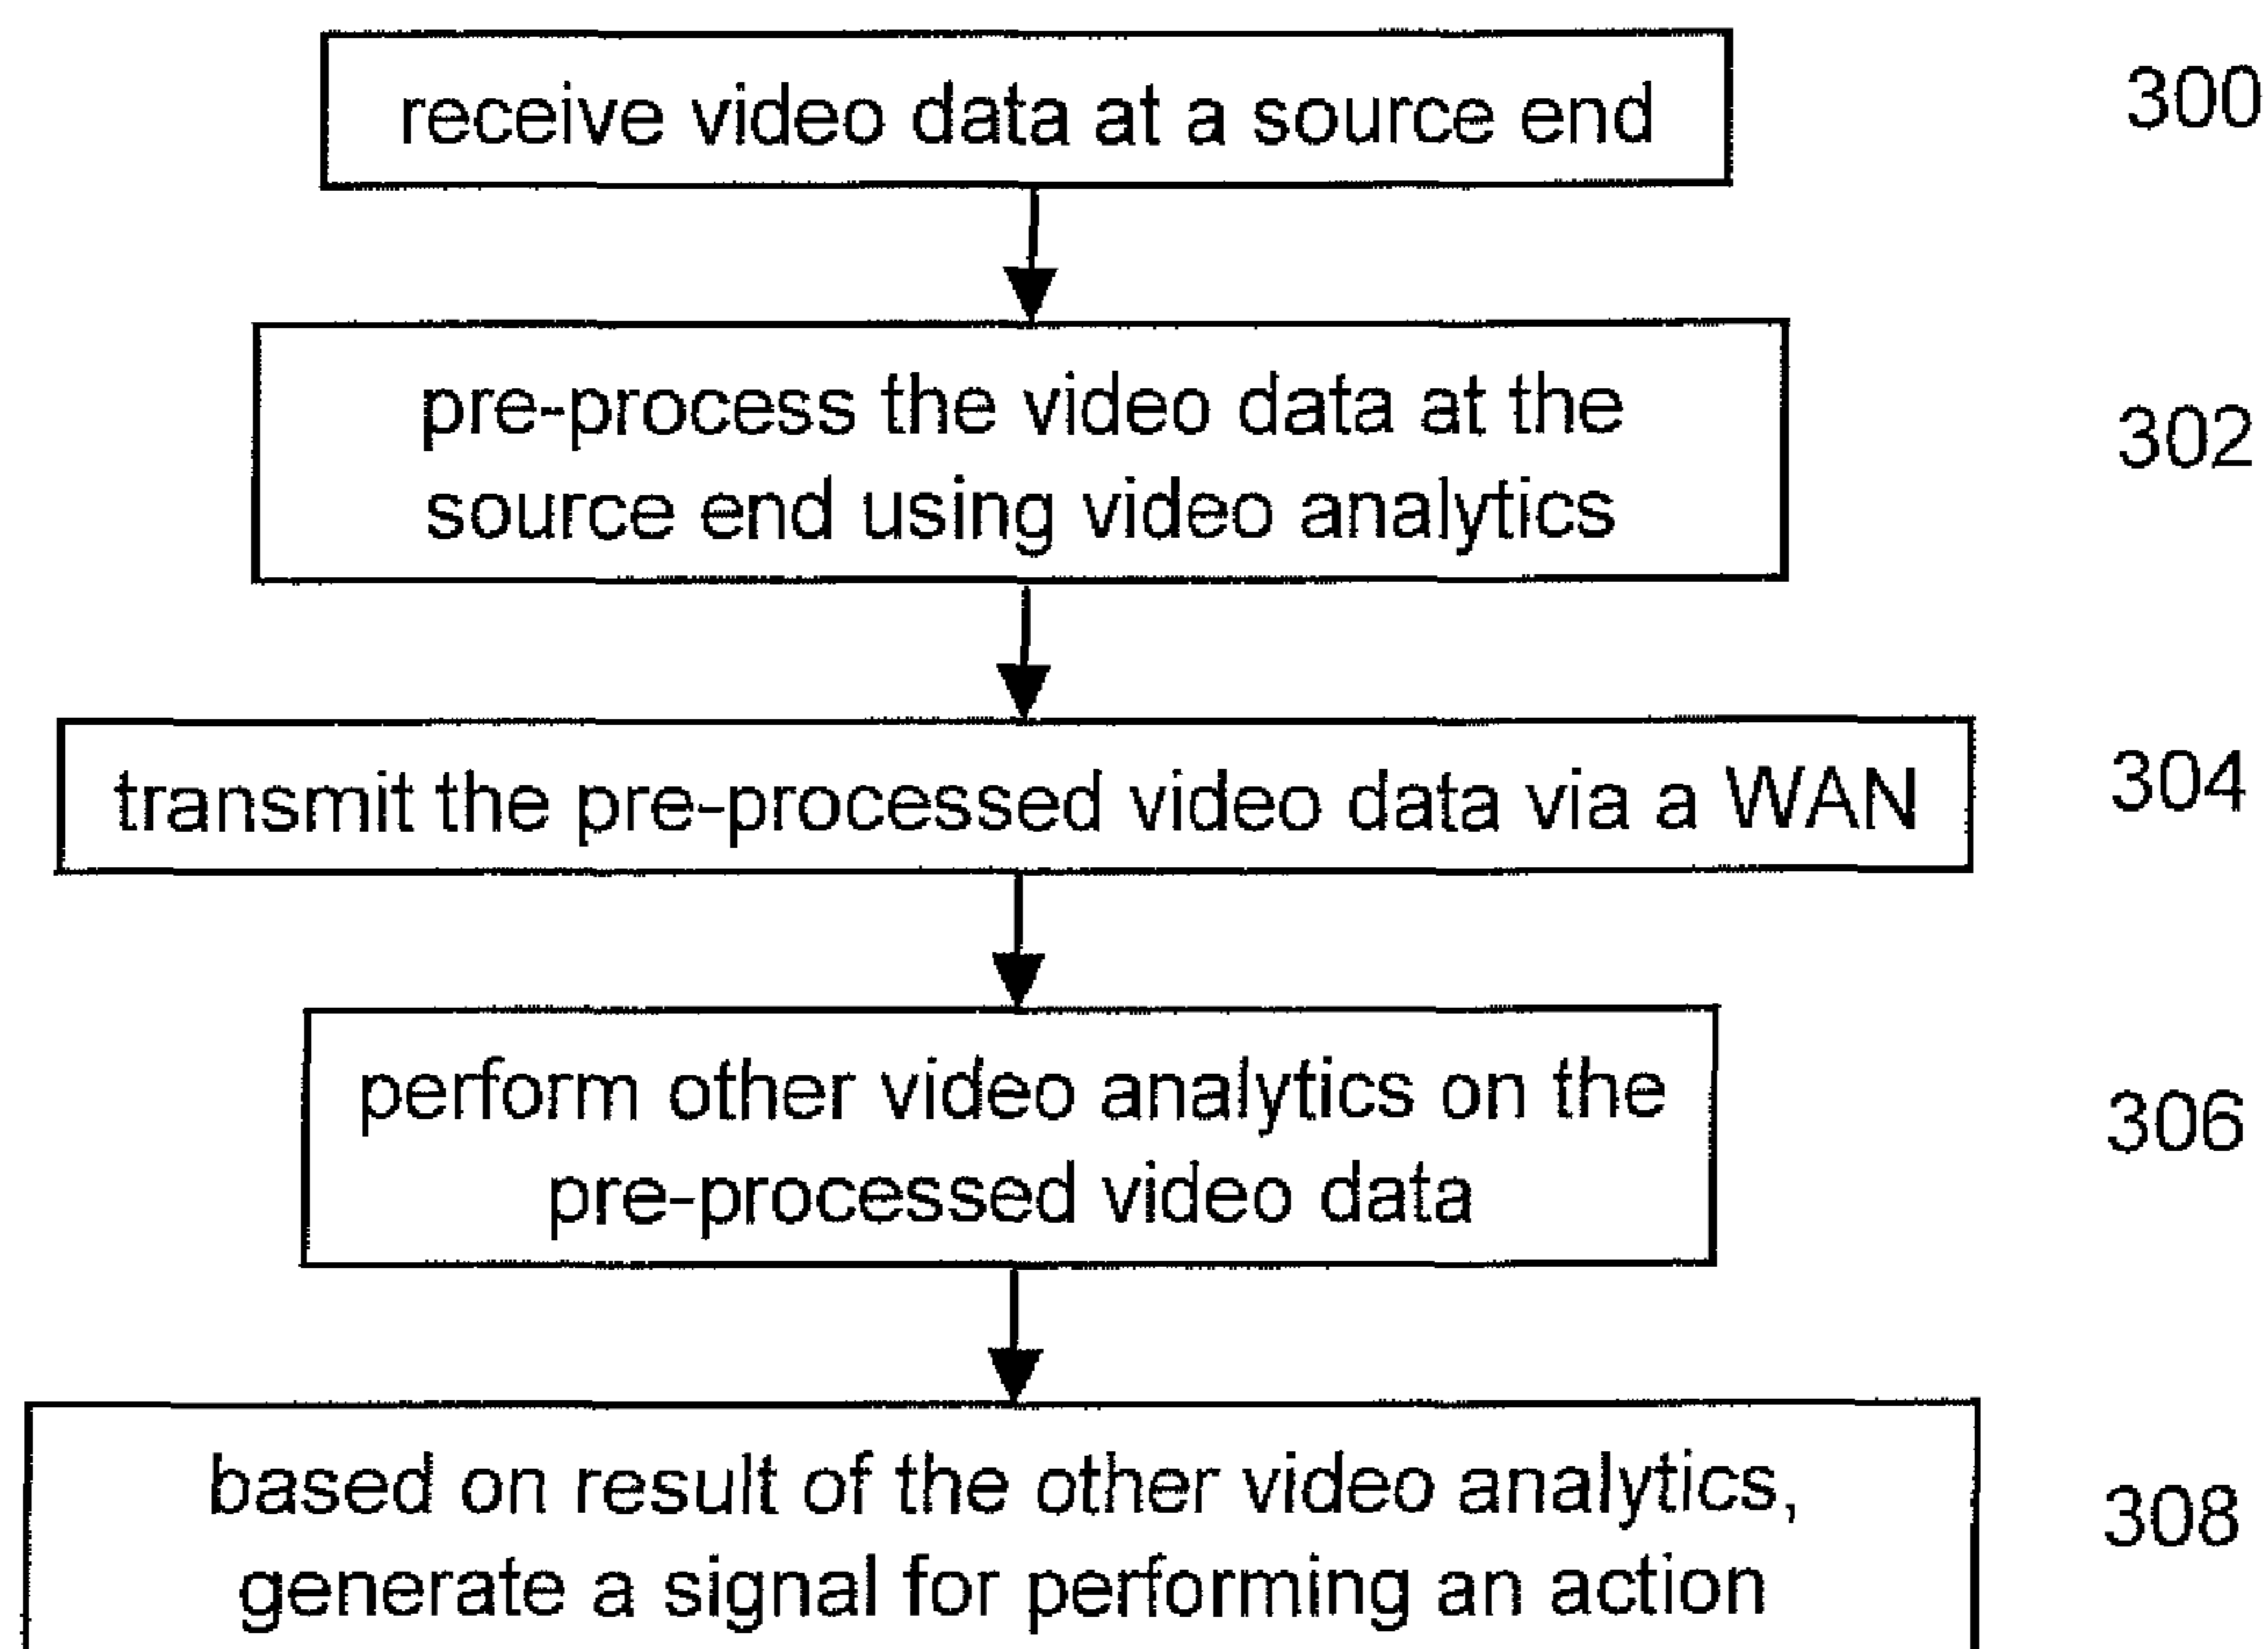 receive video data at a source end
300
pre-process the video data at the
source end using video analytics
302
transmit the pre-processed video data via a WAN
304
perform other video analytics on the
pre-processed video data
306
based on result of the other video analytics,
generate a signal for performing an action
308